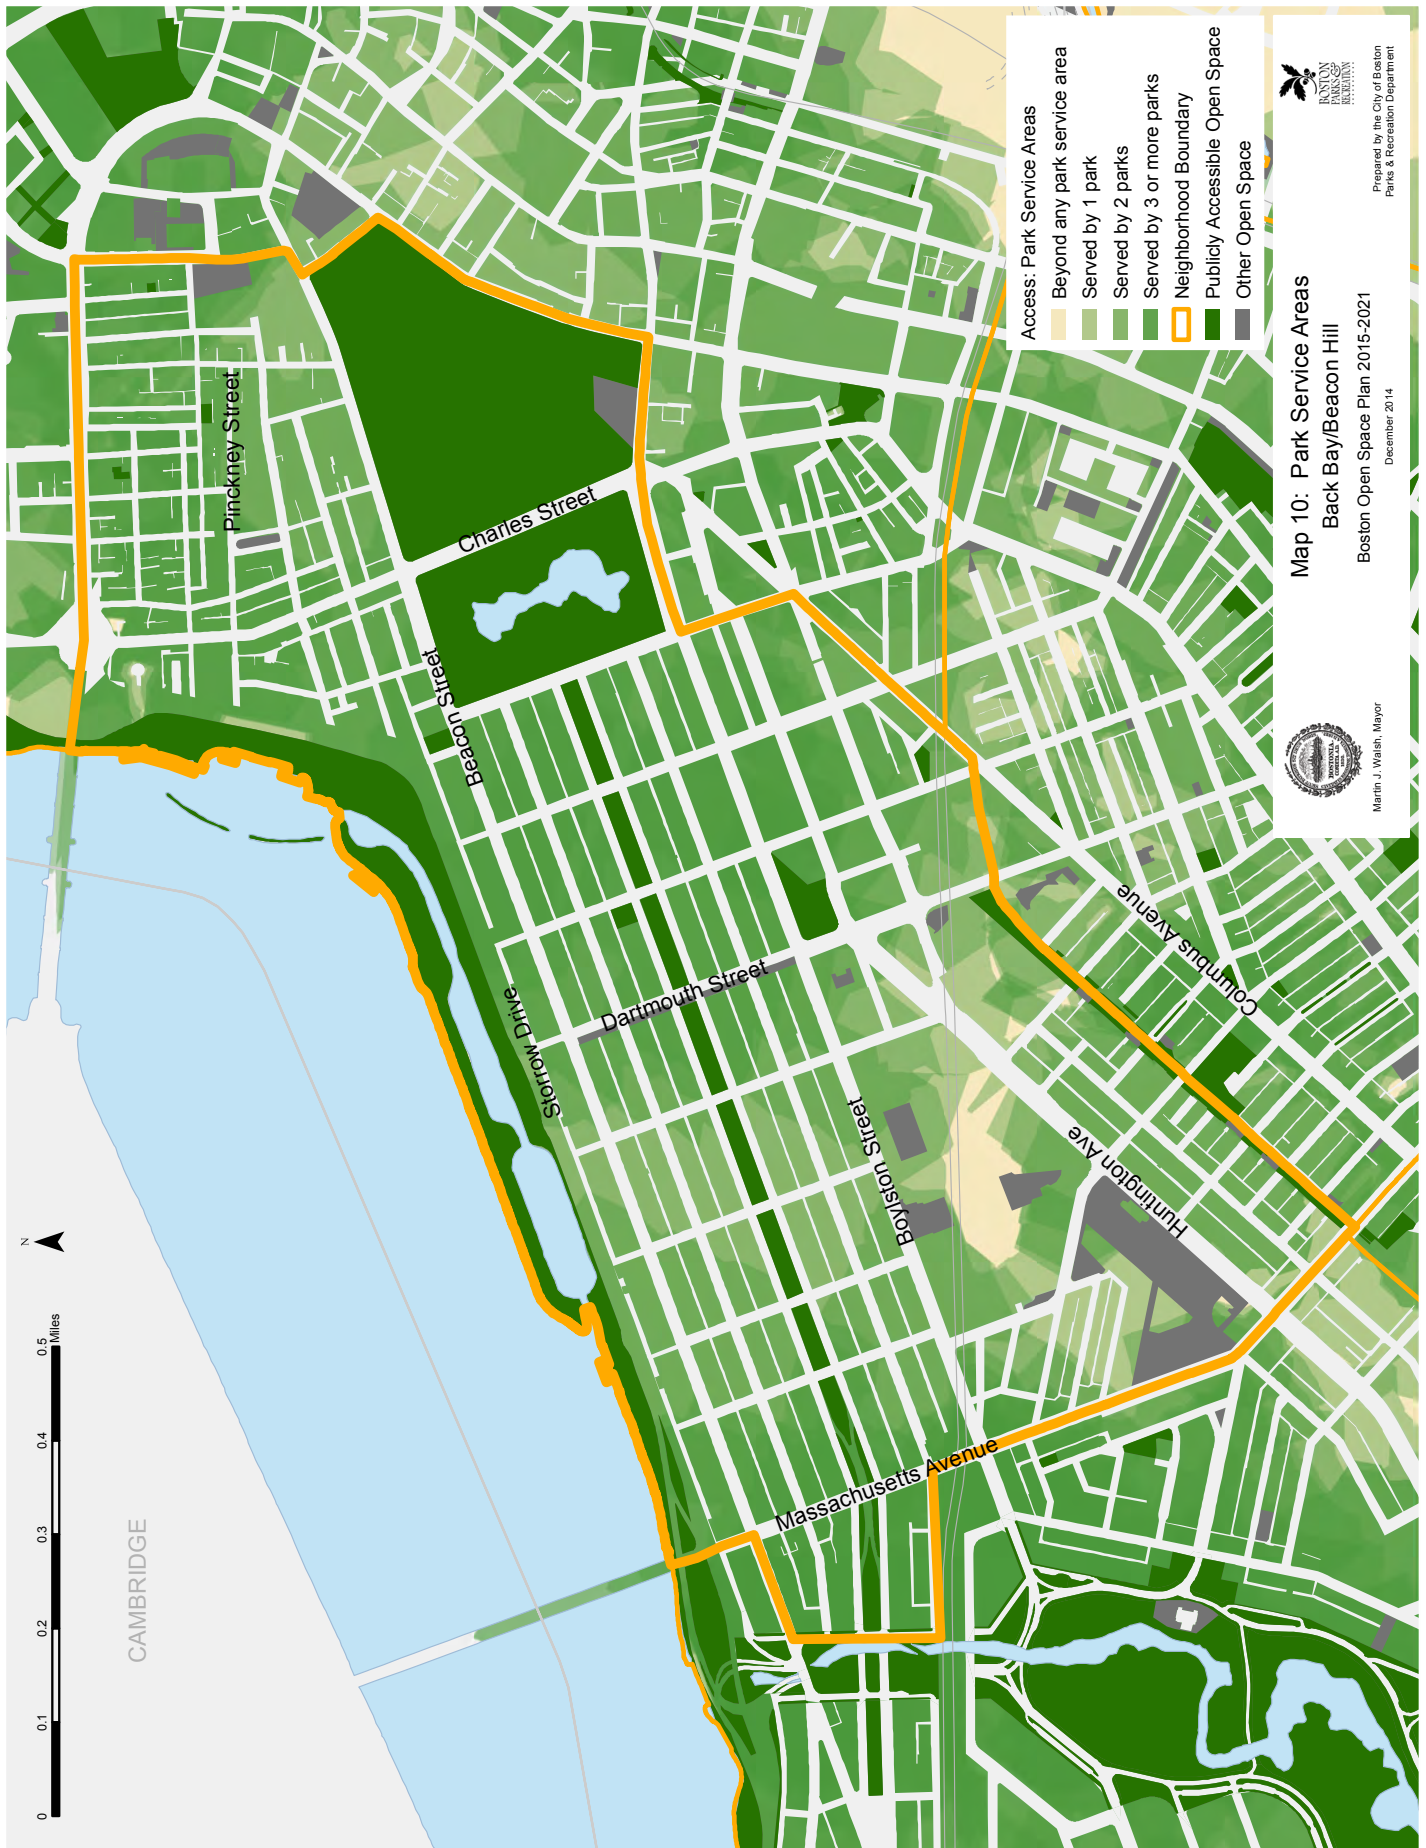 Access: Park Service Areas
Beyond any park service area
Served by 1 park
Served by 2 parks
Served by 3 or more parks
Neighborhood Boundary
Publicly Accessible Open Space
Other Open Space
Map 10: Park Service Areas
Back Bay/Beacon Hill
Boston Open Space Plan 2015-2021
December 2014
Martin J. Walsh, Mayor
BOSTON
PARKS &
RECREATION
Prepared by the City of Boston
Parks & Recreation Department
Pinckney Street
Charles Street
Beacon Street
Storrow Drive
Dartmouth Street
Boylston Street
Huntington Ave
Columbus Avenue
Massachusetts Avenue
CAMBRIDGE
N
0 0.1 0.2 0.3 0.4 0.5
Miles